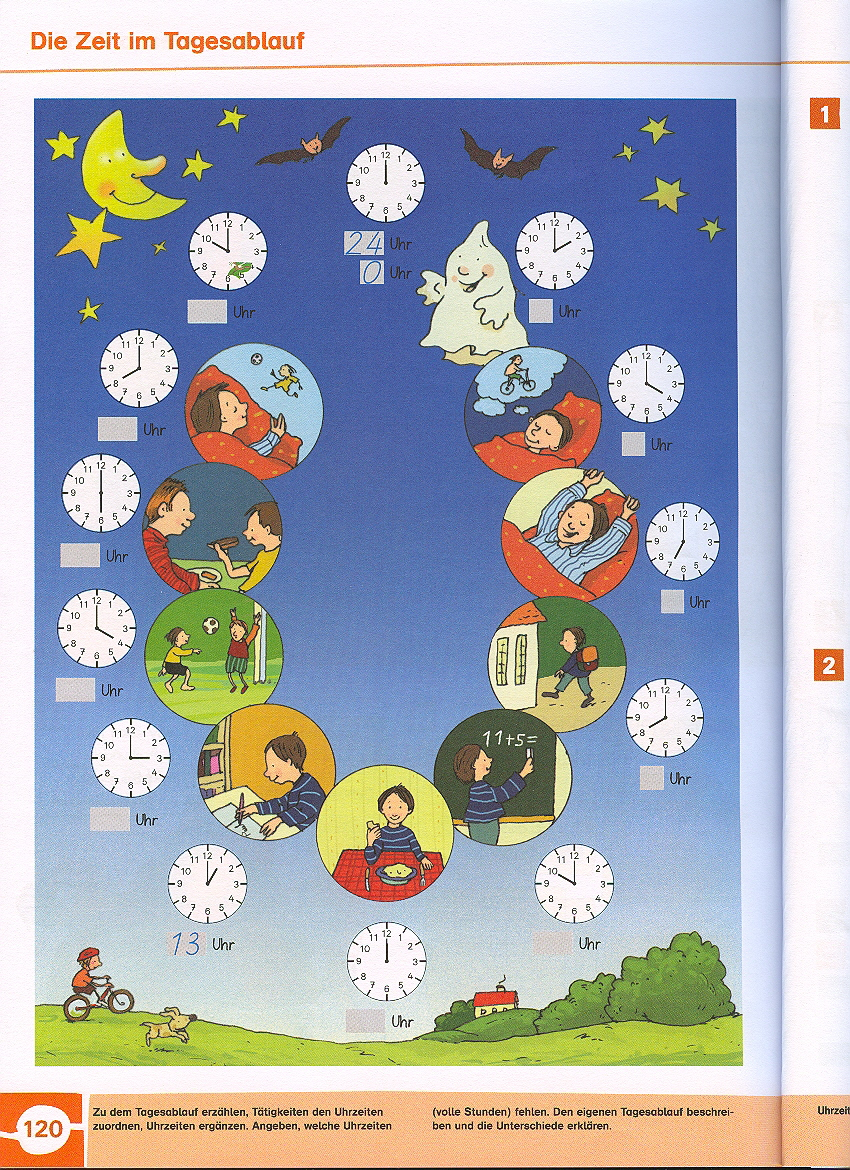 Die Zeit im Tagesablauf
1
24 Uhr
0 Uhr
Uhr
Uhr
Uhr
Uhr
Uhr
Uhr
Uhr
2
11+5=
Uhr
Uhr
13 Uhr
Uhr
Uhr
120
Zu dem Tagesablauf erzählen, Tätigkeiten den Uhrzeiten
zuordnen, Uhrzeiten ergänzen. Angeben, welche Uhrzeiten
(volle Stunden) fehlen. Den eigenen Tagesablauf beschrei-
ben und die Unterschiede erklären.